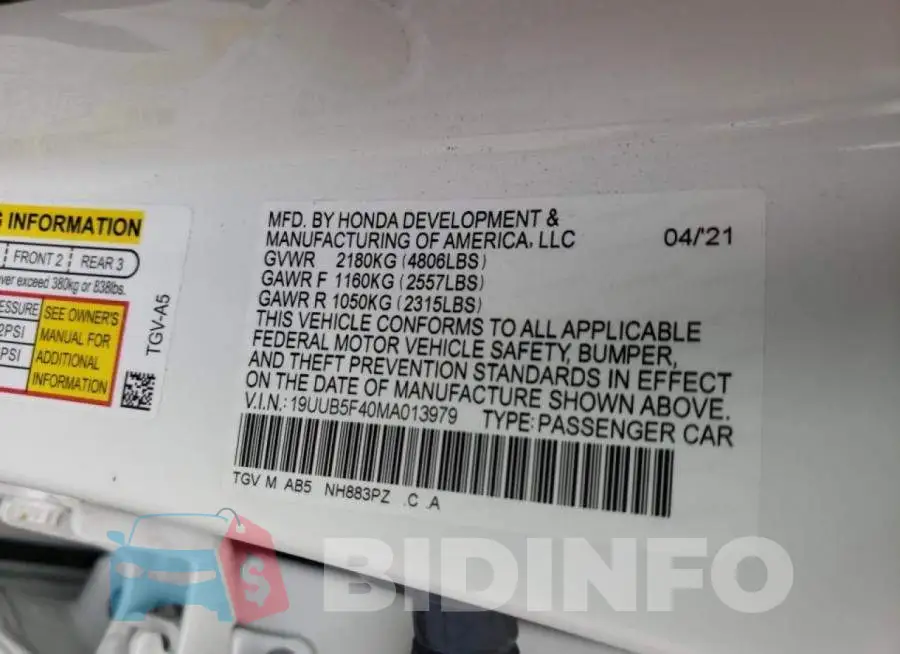 G INFORMATION
FRONT 2 | REAR 3
ver exceed 380kg or 838lbs.
ESSURE
2PSI
PSI
SEE OWNER'S
MANUAL FOR
ADDITIONAL
INFORMATION
TGV-A5
MFD. BY HONDA DEVELOPMENT &
MANUFACTURING OF AMERICA, LLC 04/'21
GVWR 2180KG (4806LBS)
GAWR F 1160KG (2557LBS)
GAWR R 1050KG (2315LBS)
THIS VEHICLE CONFORMS TO ALL APPLICABLE
FEDERAL MOTOR VEHICLE SAFETY, BUMPER,
AND THEFT PREVENTION STANDARDS IN EFFECT
ON THE DATE OF MANUFACTURE SHOWN ABOVE.
V.I.N.: 19UUB5F40MA013979 TYPE: PASSENGER CAR
TGV M AB5 NH883PZ .C .A
$
BIDINFO